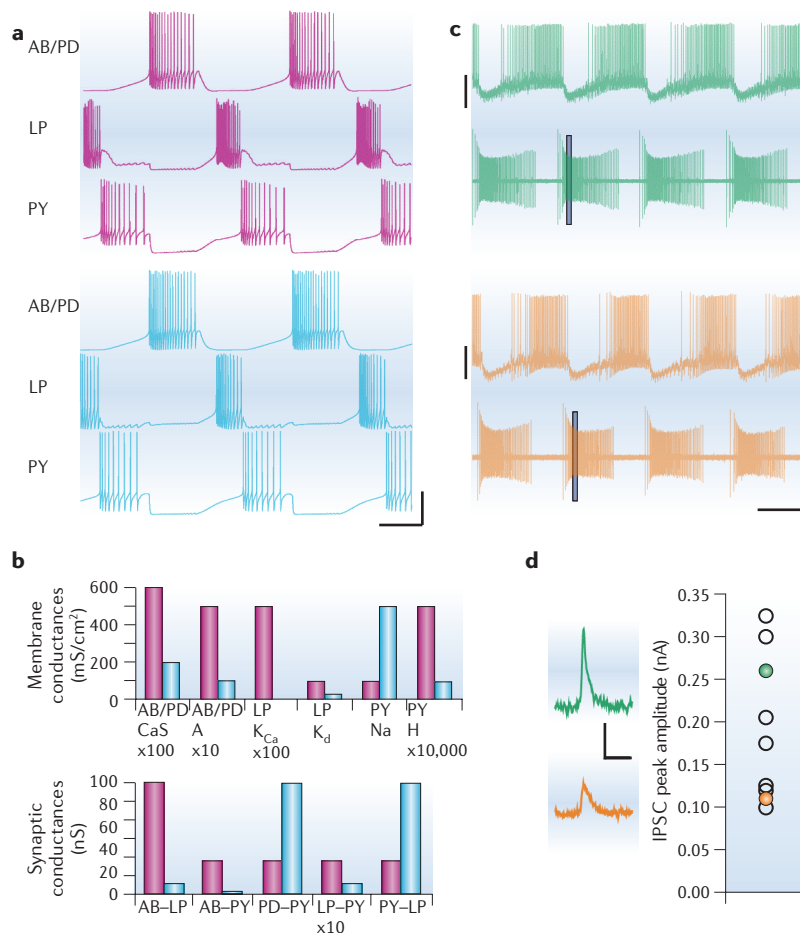 a
AB/PD
LP
PY
AB/PD
LP
PY
c
b
Membrane
conductances
(mS/cm²)
600
400
200
0
AB/PD AB/PD LP LP PY PY
CaS A K_Ca K_d Na H
x100 x10 x100 x10,000
Synaptic
conductances
(nS)
100
80
60
40
20
0
AB–LP AB–PY PD–PY LP–PY PY–LP
x10
d
IPSC peak amplitude (nA)
0.35
0.30
0.25
0.20
0.15
0.10
0.05
0.00